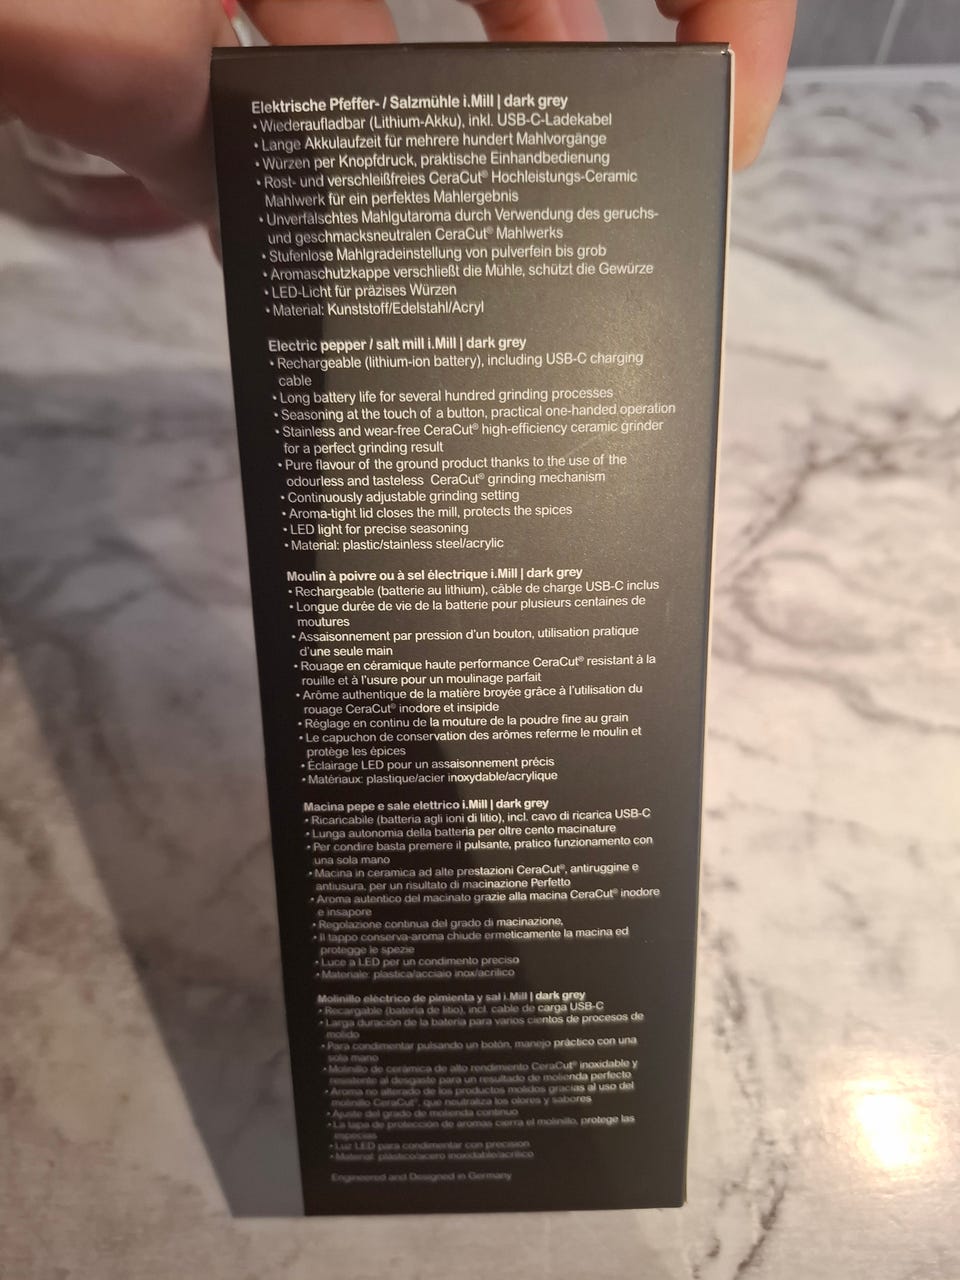 Elektrische Pfeffer- / Salzmühle i.Mill | dark grey
• Wiederaufladbar (Lithium-Akku), inkl. USB-C-Ladekabel
• Lange Akkulaufzeit für mehrere hundert Mahlvorgänge
• Würzen per Knopfdruck, praktische Einhandbedienung
• Rost- und verschleißfreies CeraCut® Hochleistungs-Ceramic
Mahlwerk für ein perfektes Mahlergebnis
• Unverfälschtes Mahlgutaroma durch Verwendung des geruchs-
und geschmacksneutralen CeraCut® Mahlwerks
• Stufenlose Mahlgradeinstellung von pulverfein bis grob
• Aromaschutzkappe verschließt die Mühle, schützt die Gewürze
• LED-Licht für präzises Würzen
• Material: Kunststoff/Edelstahl/Acryl
Electric pepper / salt mill i.Mill | dark grey
• Rechargeable (lithium-ion battery), including USB-C charging
cable
• Long battery life for several hundred grinding processes
• Seasoning at the touch of a button, practical one-handed operation
• Stainless and wear-free CeraCut® high-efficiency ceramic grinder
for a perfect grinding result
• Pure flavour of the ground product thanks to the use of the
odourless and tasteless CeraCut® grinding mechanism
• Continuously adjustable grinding setting
• Aroma-tight lid closes the mill, protects the spices
• LED light for precise seasoning
• Material: plastic/stainless steel/acrylic
Moulin à poivre ou à sel électrique i.Mill | dark grey
• Rechargeable (batterie au lithium), câble de charge USB-C inclus
• Longue durée de vie de la batterie pour plusieurs centaines de
moutures
• Assaisonnement par pression d'un bouton, utilisation pratique
d'une seule main
• Rouage en céramique haute performance CeraCut® resistant à la
rouille et à l'usure pour un moulinage parfait
• Arôme authentique de la matière broyée grâce à l'utilisation du
rouage CeraCut® inodore et insipide
• Réglage en continu de la mouture de la poudre fine au grain
• Le capuchon de conservation des arômes referme le moulin et
protège les épices
• Éclairage LED pour un assaisonnement précis
• Matériaux: plastique/acier inoxydable/acrylique
Macina pepe e sale elettrico i.Mill | dark grey
• Ricaricabile (batteria agli ioni di litio), incl. cavo di ricarica USB-C
• Lunga autonomia della batteria per oltre cento macinature
• Per condire basta premere il pulsante, pratico funzionamento con
una sola mano
• Macina in ceramica ad alte prestazioni CeraCut®, antiruggine e
antiusura, per un risultato di macinazione Perfetto
• Aroma autentico del macinato grazie alla macina CeraCut® inodore
e insapore
• Regolazione continua del grado di macinazione,
• Il tappo conserva-aroma chiude ermeticamente la macina ed
protegge le spezie
• Luce a LED per un condimento preciso
• Materiale: plastica/acciaio inox/acrilico
Molinillo eléctrico de pimienta y sal i.Mill | dark grey
• Recargable (batería de litio), incl. cable de carga USB-C
• Larga duración de la batería para varios cientos de procesos de
molido
• Para condimentar pulsando un botón, manejo práctico con una
sola mano
• Molinillo de cerámica de alto rendimiento CeraCut® inoxidable y
resistente al desgaste para un resultado de molienda perfecto
• Aroma no alterado de los productos molidos gracias al uso del
molinillo CeraCut®, que neutraliza los olores y sabores
• Ajuste del grado de molienda continuo
• La tapa de protección de aromas cierra el molinillo, protege las
especias
• Luz LED para condimentar con precisión
• Material: plástico/acero inoxidable/acrílico
Engineered and Designed in Germany